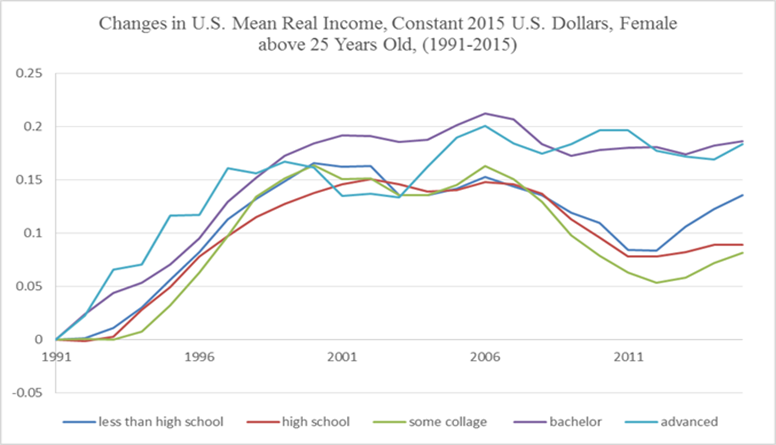 Changes in U.S. Mean Real Income, Constant 2015 U.S. Dollars, Female
above 25 Years Old, (1991-2015)
0.25
0.2
0.15
0.1
0.05
0
-0.05
1991 1996 2001 2006 2011
less than high school high school some collage bachelor advanced